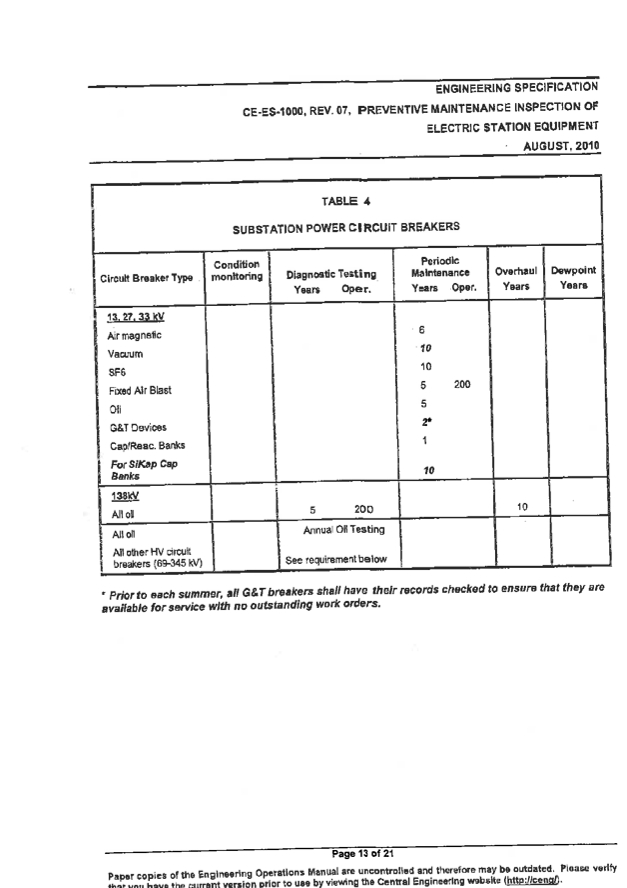 ENGINEERING SPECIFICATION
CE-ES-1000, REV. 07, PREVENTIVE MAINTENANCE INSPECTION OF
ELECTRIC STATION EQUIPMENT
AUGUST, 2010
TABLE 4
SUBSTATION POWER CIRCUIT BREAKERS
Circuit Breaker Type
Condition
monitoring
Diagnostic Testing
Years Oper.
Periodic
Maintenance
Years Oper.
Overhaul
Years
Dewpoint
Years
13, 27, 33 kV
Air magnetic 6
Vacuum 10
SF6 10
Fixed Air Blast 5 200
Oil 5
G&T Devices 2*
Cap/Reac. Banks 1
For SiKap Cap
Banks 10
138kV
All oil 5 200 10
All oil Annual Oil Testing
All other HV circuit
breakers (69-345 kV) See requirement below
* Prior to each summer, all G&T breakers shall have their records checked to ensure that they are
available for service with no outstanding work orders.
Page 13 of 21
Paper copies of the Engineering Operations Manual are uncontrolled and therefore may be outdated. Please verify
that you have the current version prior to use by viewing the Central Engineering website (http://ceng/).